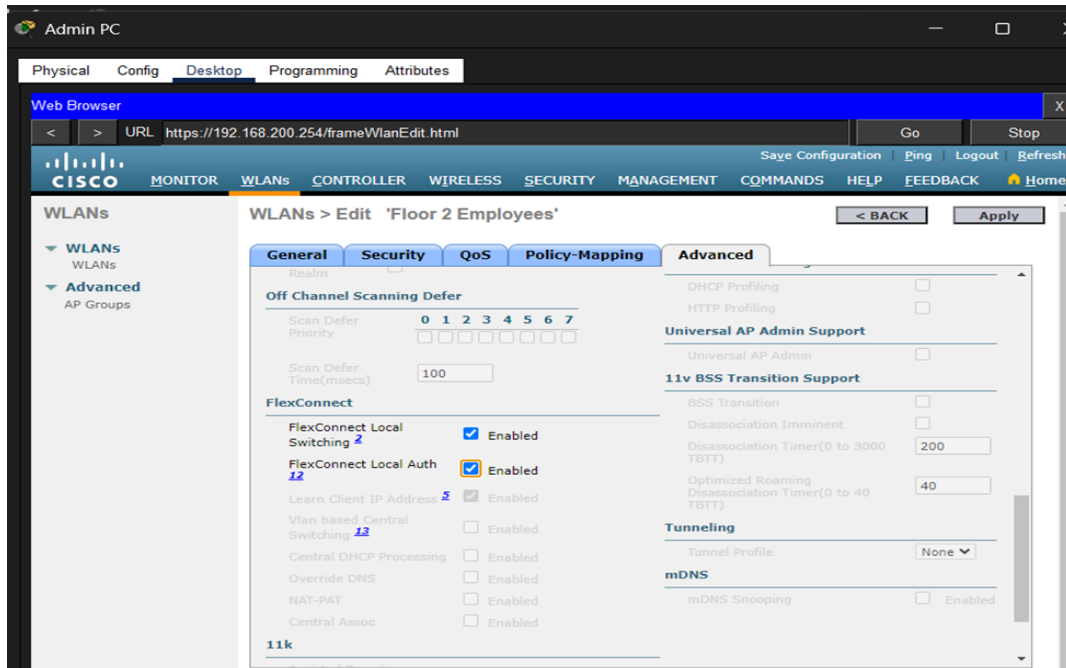 Admin PC
Physical Config Desktop Programming Attributes
Web Browser X
< > URL https://192.168.200.254/frameWlanEdit.html Go Stop
Save Configuration Ping Logout Refresh
CISCO MONITOR WLANs CONTROLLER WIRELESS SECURITY MANAGEMENT COMMANDS HELP FEEDBACK Home
WLANs
WLANs
WLANs
Advanced
AP Groups
WLANs > Edit 'Floor 2 Employees' < BACK Apply
General Security QoS Policy-Mapping Advanced
Realm
Off Channel Scanning Defer
Scan Defer 0 1 2 3 4 5 6 7
Priority
Scan Defer 100
Time(msecs)
FlexConnect
FlexConnect Local
Switching 2 Enabled
FlexConnect Local Auth
12 Enabled
Learn Client IP Address 5 Enabled
Vlan based Central
Switching 13 Enabled
Central DHCP Processing Enabled
Override DNS Enabled
NAT-PAT Enabled
Central Assoc Enabled
11k
DHCP Profiling
HTTP Profiling
Universal AP Admin Support
Universal AP Admin
11v BSS Transition Support
BSS Transition
Disassociation Imminent
Disassociation Timer(0 to 3000 200
TBTT)
Optimized Roaming
Disassociation Timer(0 to 40 40
TBTT)
Tunneling
Tunnel Profile None
mDNS
mDNS Snooping Enabled